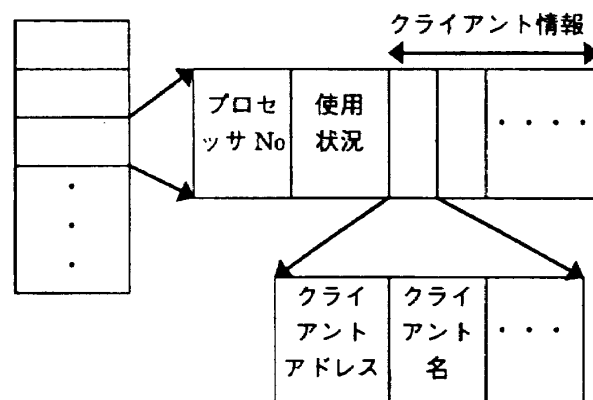 クライアント情報
プロセ
ッサ No
使用
状況
・・・・
クライ
アント
アドレス
クライ
アント
名
・・・